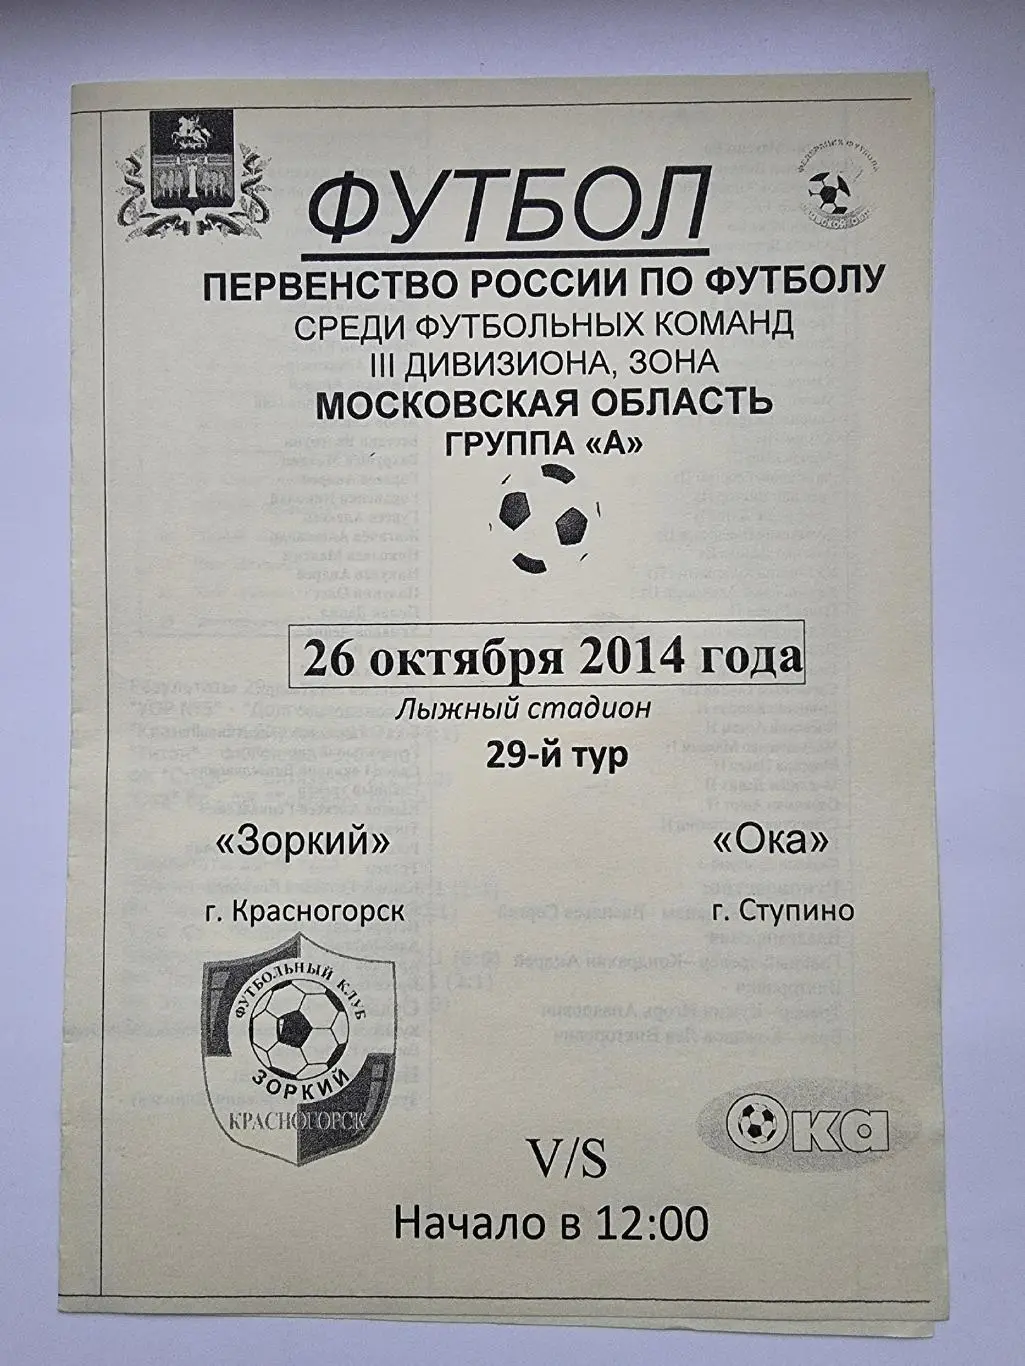 ФУТБОЛ
ПЕРВЕНСТВО РОССИИ ПО ФУТБОЛУ
СРЕДИ ФУТБОЛЬНЫХ КОМАНД
III ДИВИЗИОНА, ЗОНА
МОСКОВСКАЯ ОБЛАСТЬ
ГРУППА «А»
26 октября 2014 года
Лыжный стадион
29-й тур
«Зоркий» «Ока»
г. Красногорск г. Ступино
ФУТБОЛЬНЫЙ КЛУБ
ЗОРКИЙ
КРАСНОГОРСК
Ока
V/S
Начало в 12:00